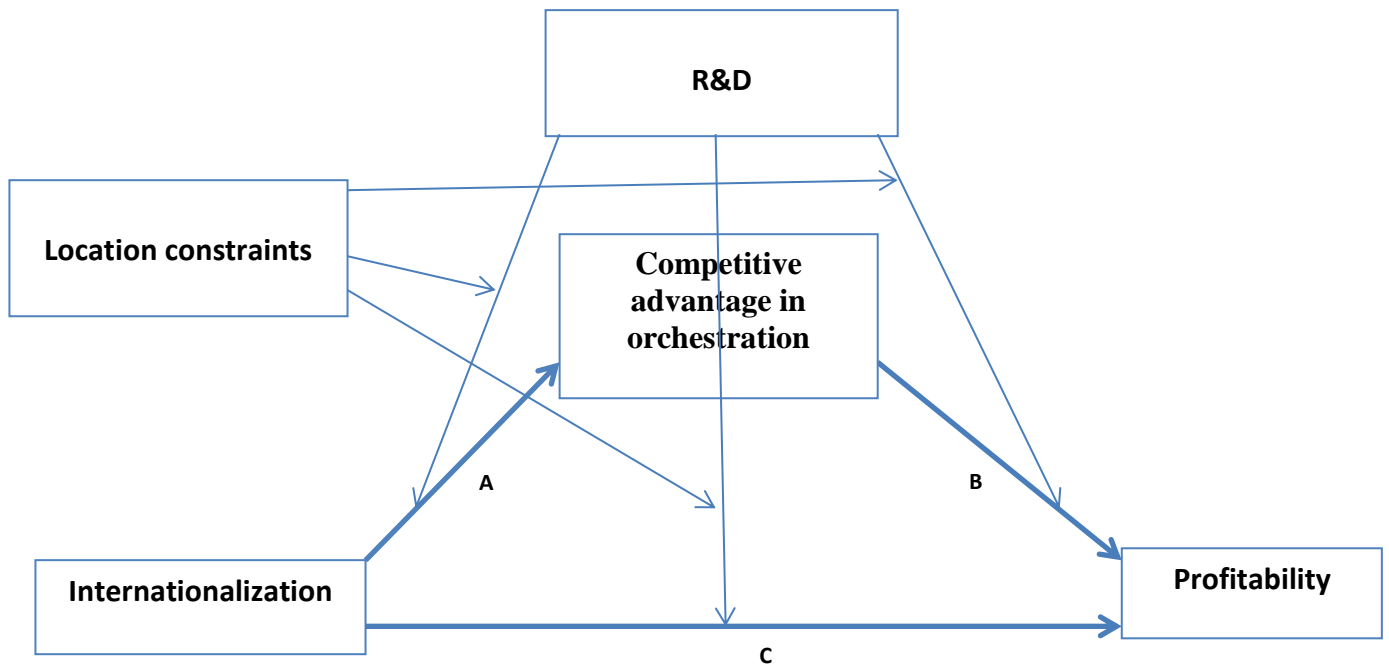 R&D
Location constraints
Competitive
advantage in
orchestration
A
B
Internationalization
Profitability
C